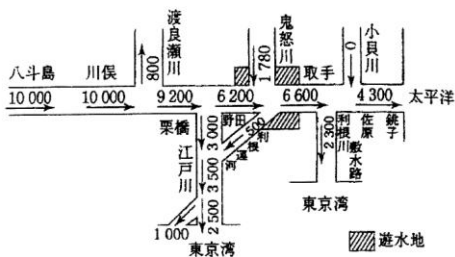 渡良瀬川
鬼怒川
小貝川
800
1780
0
八斗島
川俣
取手
太平洋
10 000
10 000
9 200
6 200
6 600
4 300
栗橋
野田
3 000
500
利根運河
2 300
利根川放水路
佐原
銚子
江戸川
3 500
2 500
1 000
東京湾
東京湾
遊水地